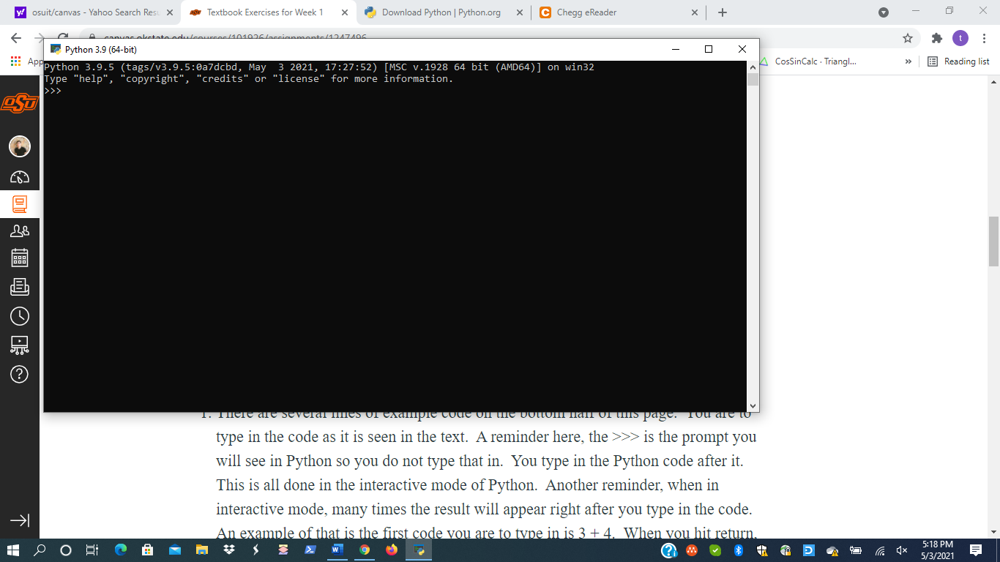 osuit/canvas - Yahoo Search Resu
Textbook Exercises for Week 1
Download Python | Python.org
Chegg eReader
canvas.okstate.edu/courses/101926/assignments/1247496
t
App
CosSinCalc · Triangl...
»
Reading list
Python 3.9 (64-bit)
Python 3.9.5 (tags/v3.9.5:0a7dcbd, May  3 2021, 17:27:52) [MSC v.1928 64 bit (AMD64)] on win32
Type "help", "copyright", "credits" or "license" for more information.
>>>
OSU
1. There are several lines of example code on the bottom half of this page.  You are to
type in the code as it is seen in the text.  A reminder here, the >>> is the prompt you
will see in Python so you do not type that in.  You type in the Python code after it.
This is all done in the interactive mode of Python.  Another reminder, when in
interactive mode, many times the result will appear right after you type in the code.
An example of that is the first code you are to type in is 3 + 4.  When you hit return,
5:18 PM
5/3/2021